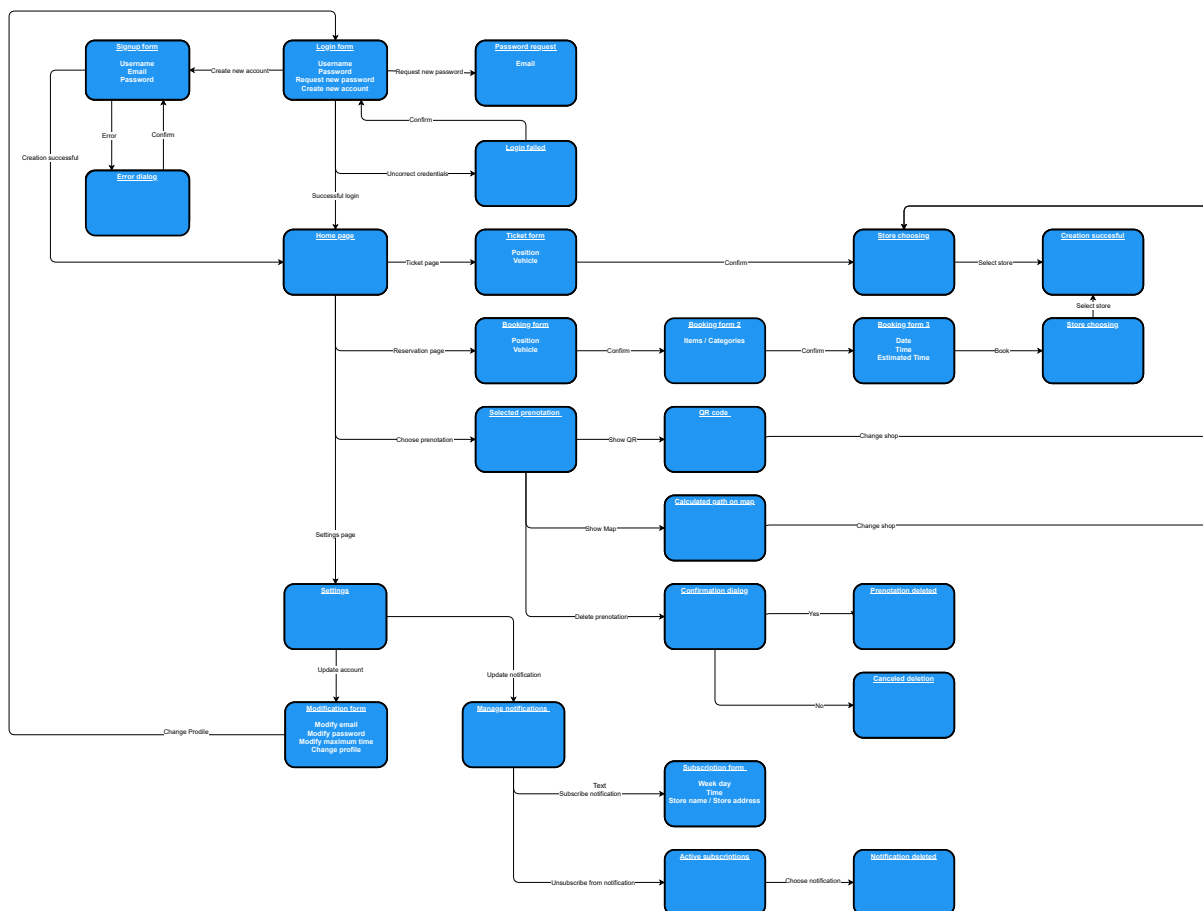 Signup form
Username
Email
Password
Create new account
Login form
Username
Password
Request new password
Create new account
Request new password
Password request
Email
Error
Confirm
Creation successful
Error dialog
Confirm
Login failed
Uncorrect credentials
Successful login
Home page
Ticket page
Ticket form
Position
Vehicle
Confirm
Store choosing
Select store
Creation succesful
Select store
Reservation page
Booking form
Position
Vehicle
Confirm
Booking form 2
Items / Categories
Confirm
Booking form 3
Date
Time
Estimated Time
Book
Store choosing
Choose prenotation
Selected prenotation
Show QR
QR code
Change shop
Show Map
Calculated path on map
Change shop
Settings page
Settings
Delete prenotation
Confirmation dialog
Yes
Prenotation deleted
No
Canceled deletion
Update account
Update notification
Change Prodile
Modification form
Modify email
Modify password
Modify maximum time
Change profile
Manage notifications
Text
Subscribe notification
Subscription form
Week day
Time
Store name / Store address
Unsubscribe from notification
Active subscriptions
Choose notification
Notification deleted